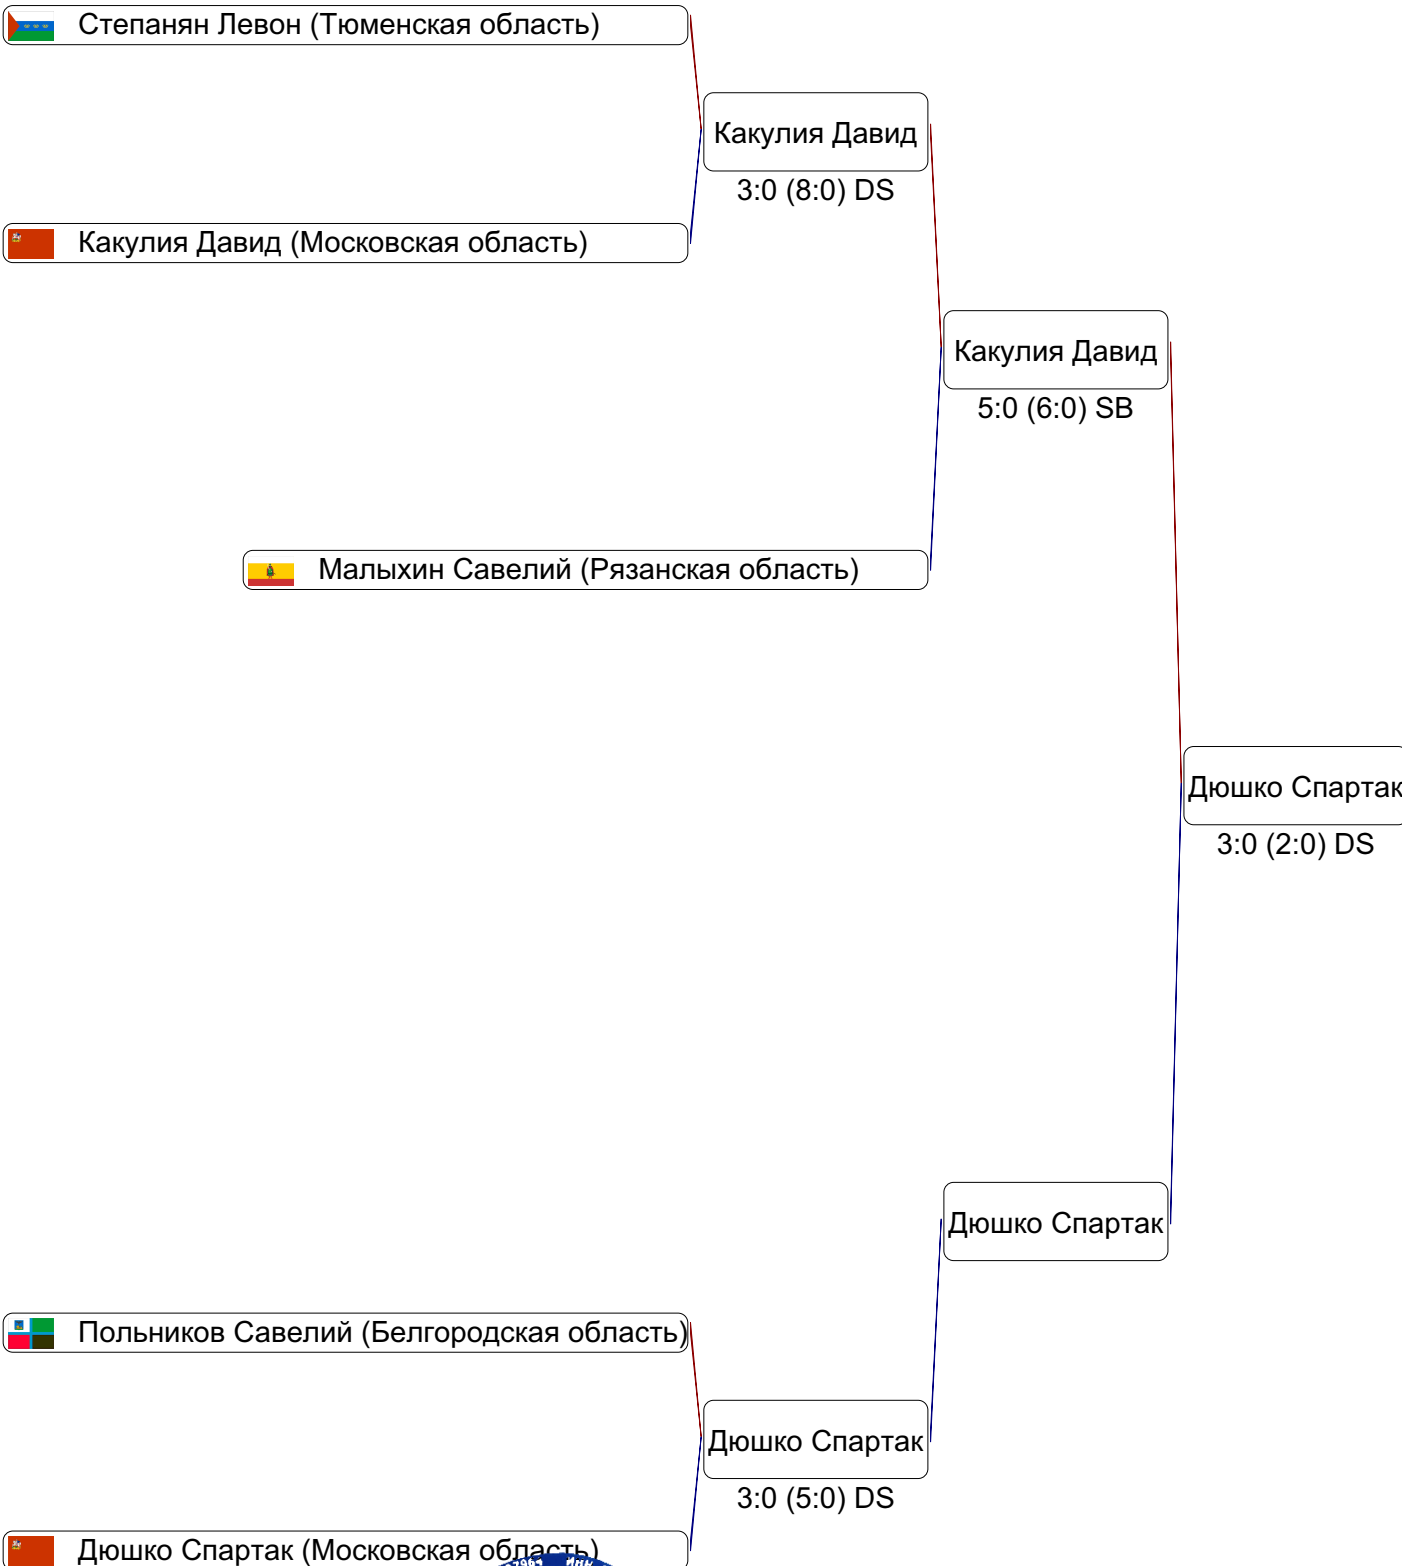 Степанян Левон (Тюменская область)
Какулия Давид
3:0 (8:0) DS
Какулия Давид (Московская область)
Какулия Давид
5:0 (6:0) SB
Малыхин Савелий (Рязанская область)
Дюшко Спартак
3:0 (2:0) DS
Дюшко Спартак
Польников Савелий (Белгородская область)
Дюшко Спартак
3:0 (5:0) DS
Дюшко Спартак (Московская область)